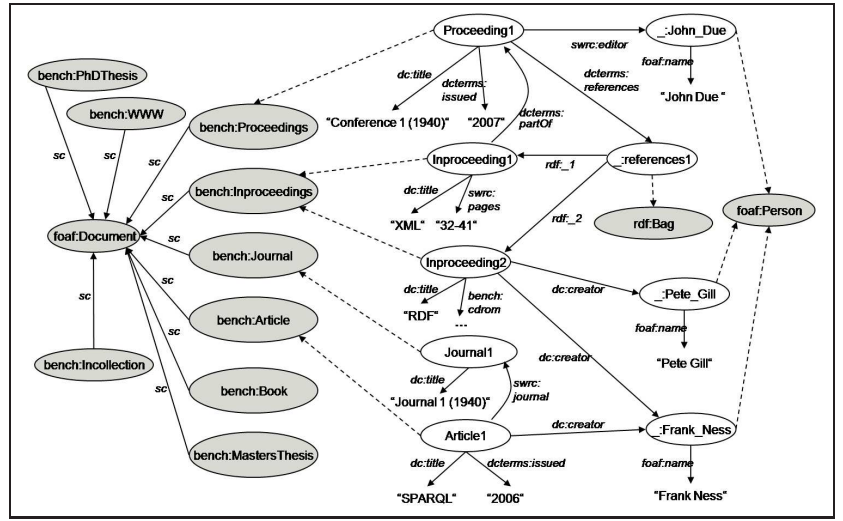 Proceeding1
swrc:editor
_:John_Due
bench:PhDThesis
dc:title
dcterms:
issued
dcterms:
references
foaf:name
bench:WWW
"Conference 1 (1940)"
"2007"
dcterms:
partOf
"John Due "
bench:Proceedings
sc
sc
sc
Inproceeding1
rdf:_1
_:references1
sc
bench:Inproceedings
dc:title
swrc:
pages
foaf:Person
"XML"
"32-41"
rdf:_2
rdf:Bag
foaf:Document
sc
bench:Journal
Inproceeding2
dc:title
bench:
cdrom
dc:creator
_:Pete_Gill
sc
sc
bench:Article
"RDF"
---
foaf:name
sc
Journal1
dc:creator
bench:Incollection
dc:title
swrc:
journal
"Pete Gill"
sc
bench:Book
"Journal 1 (1940)"
Article1
dc:creator
_:Frank_Ness
bench:MastersThesis
dc:title
dcterms:issued
foaf:name
"SPARQL"
"2006"
"Frank Ness"